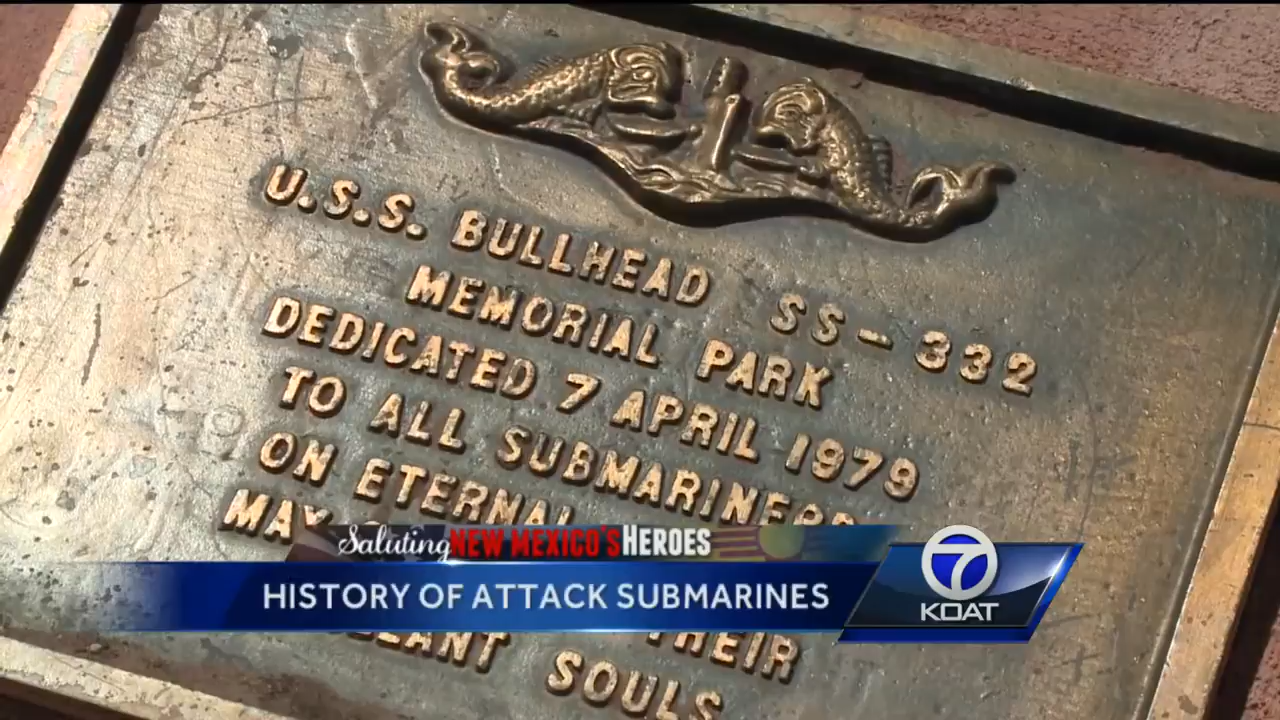 U.S.S. BULLHEAD SS-332
MEMORIAL PARK
DEDICATED 7 APRIL 1979
TO ALL SUBMARINERS
ON ETERNAL
MAY
Saluting NEW MEXICO'S HEROES
HISTORY OF ATTACK SUBMARINES
7
KOAT
THEIR
SOULS